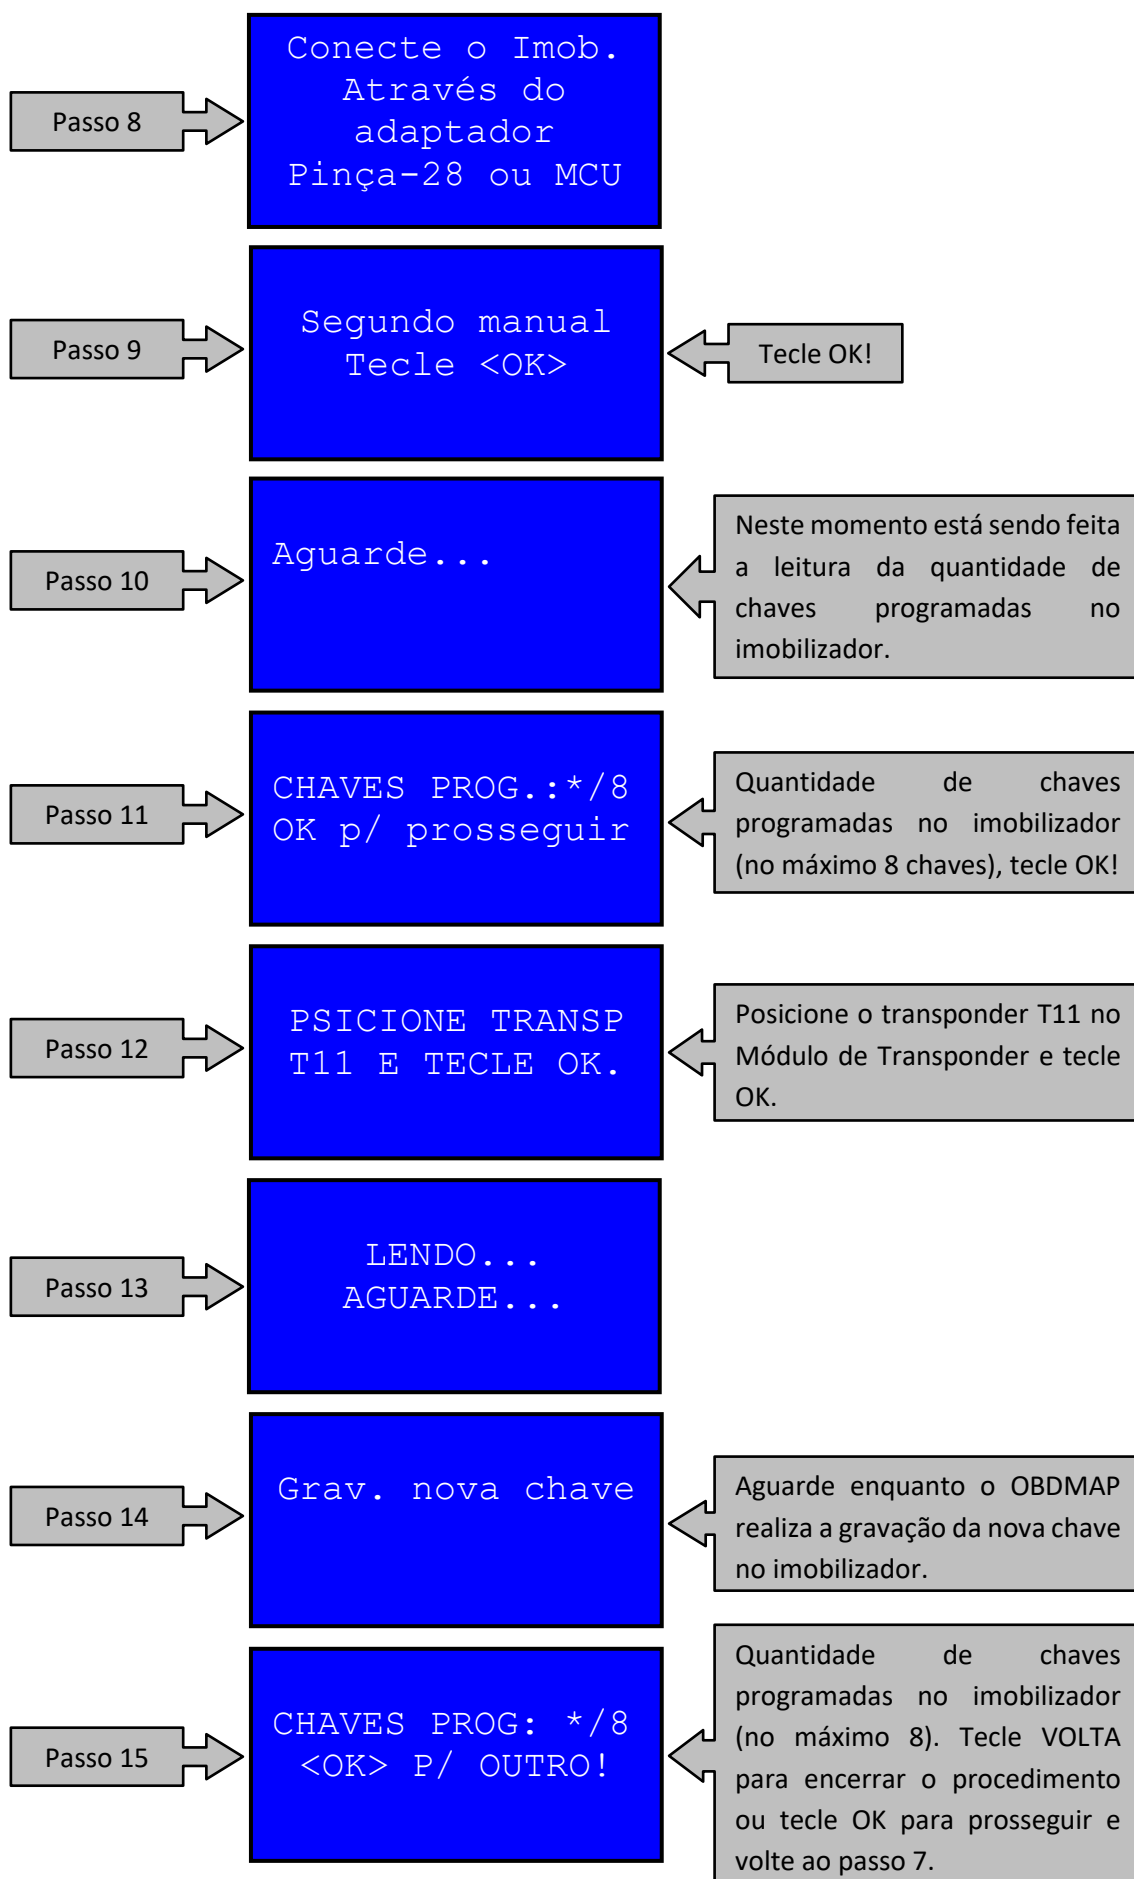 Passo 8
Conecte o Imob.
Através do
adaptador
Pinça-28 ou MCU
Passo 9
Segundo manual
Tecle <OK>
Tecle OK!
Passo 10
Aguarde...
Neste momento está sendo feita
a leitura da quantidade de
chaves programadas no
imobilizador.
Passo 11
CHAVES PROG.:*/8
OK p/ prosseguir
Quantidade de chaves
programadas no imobilizador
(no máximo 8 chaves), tecle OK!
Passo 12
PSICIONE TRANSP
T11 E TECLE OK.
Posicione o transponder T11 no
Módulo de Transponder e tecle
OK.
Passo 13
LENDO...
AGUARDE...
Passo 14
Grav. nova chave
Aguarde enquanto o OBDMAP
realiza a gravação da nova chave
no imobilizador.
Passo 15
CHAVES PROG: */8
<OK> P/ OUTRO!
Quantidade de chaves
programadas no imobilizador
(no máximo 8). Tecle VOLTA
para encerrar o procedimento
ou tecle OK para prosseguir e
volte ao passo 7.